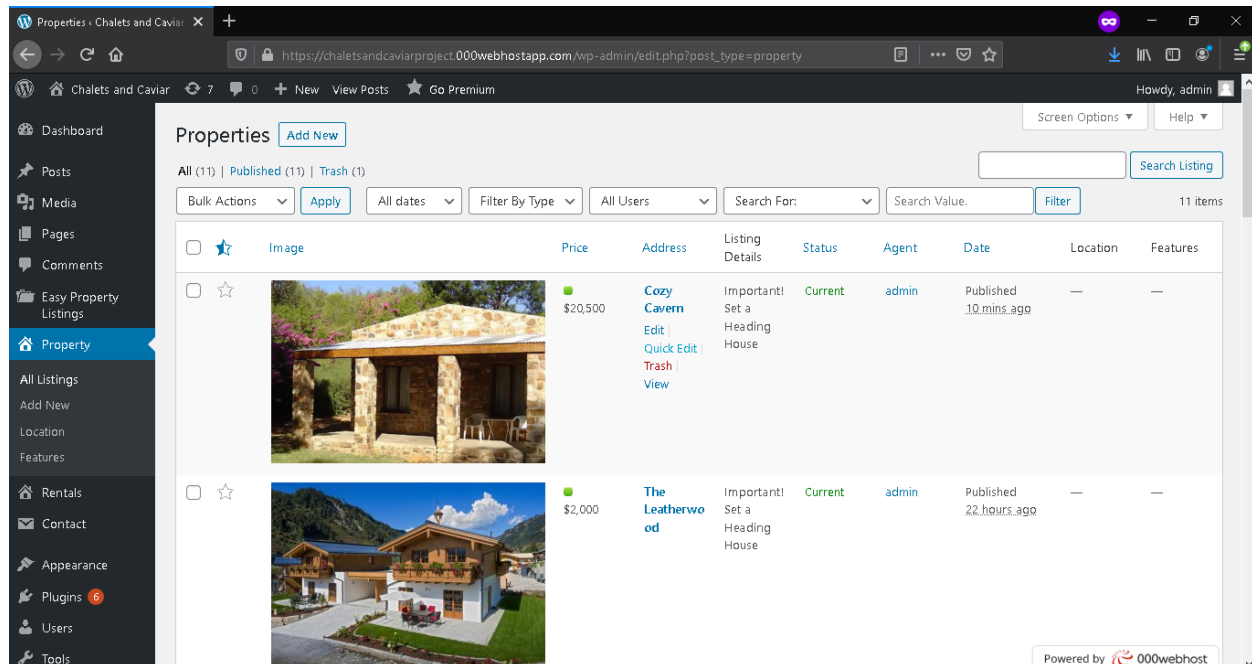 Properties ‹ Chalets and Caviar
https://chaletsandcaviarproject.000webhostapp.com/wp-admin/edit.php?post_type=property
Chalets and Caviar 7 0 New View Posts Go Premium Howdy, admin
Screen Options Help
Dashboard
Posts
Media
Pages
Comments
Easy Property
Listings
Property
All Listings
Add New
Location
Features
Rentals
Contact
Appearance
Plugins 6
Users
Tools
Properties Add New
All (11) | Published (11) | Trash (1)
Search Listing
Bulk Actions Apply All dates Filter By Type All Users Search For: Search Value. Filter 11 items
Image Price Address Listing Details Status Agent Date Location Features
$20,500
Cozy
Cavern
Edit |
Quick Edit |
Trash |
View
Important!
Set a
Heading
House
Current
admin
Published
10 mins ago
—
—
$2,000
The
Leatherwo
od
Important!
Set a
Heading
House
Current
admin
Published
22 hours ago
—
—
Powered by 000webhost